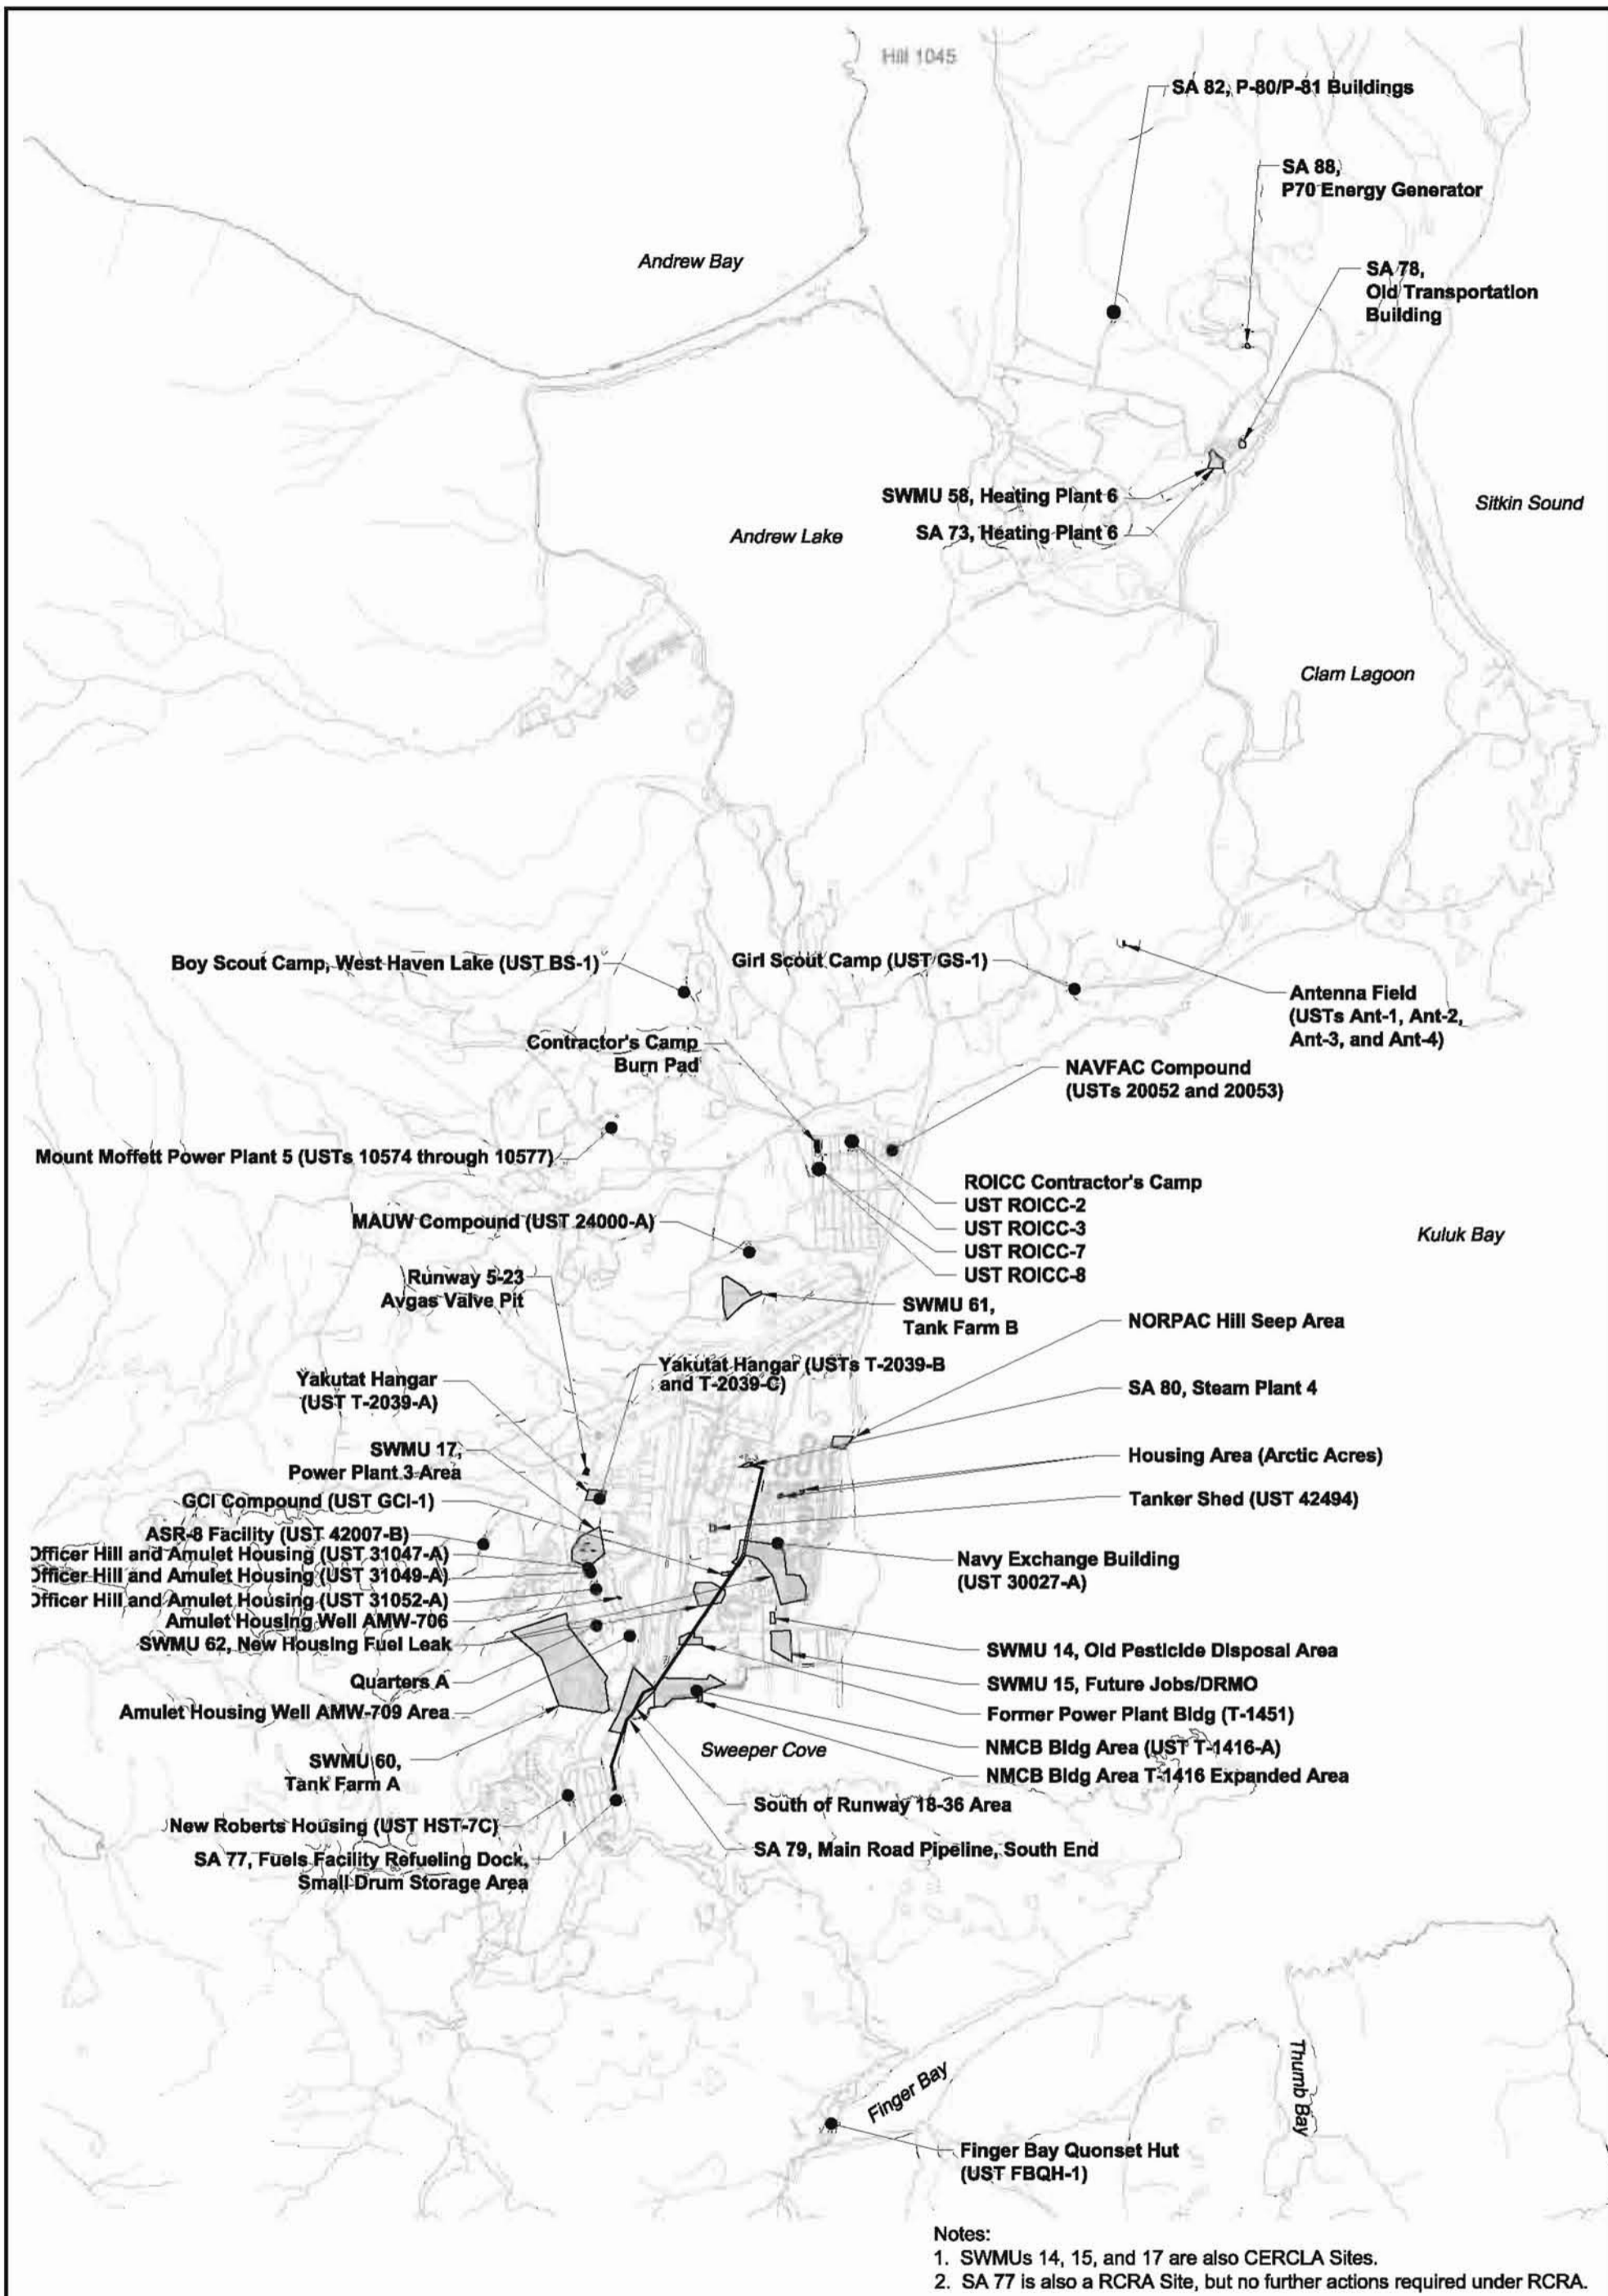 Hill 1045
SA 82, P-80/P-81 Buildings
SA 88,
P70 Energy Generator
Andrew Bay
SA 78,
Old Transportation
Building
SWMU 58, Heating Plant 6
Sitkin Sound
SA 73, Heating Plant 6
Andrew Lake
Clam Lagoon
Boy Scout Camp, West Haven Lake (UST BS-1)
Girl Scout Camp (UST GS-1)
Antenna Field
(USTs Ant-1, Ant-2,
Ant-3, and Ant-4)
Contractor's Camp
Burn Pad
NAVFAC Compound
(USTs 20052 and 20053)
Mount Moffett Power Plant 5 (USTs 10574 through 10577)
ROICC Contractor's Camp
UST ROICC-2
UST ROICC-3
UST ROICC-7
UST ROICC-8
MAUW Compound (UST 24000-A)
Kuluk Bay
Runway 5-23
Avgas Valve Pit
SWMU 61,
Tank Farm B
NORPAC Hill Seep Area
Yakutat Hangar (USTs T-2039-B
and T-2039-C)
Yakutat Hangar
(UST T-2039-A)
SA 80, Steam Plant 4
SWMU 17,
Power Plant 3 Area
Housing Area (Arctic Acres)
GCI Compound (UST GCI-1)
Tanker Shed (UST 42494)
ASR-8 Facility (UST 42007-B)
Officer Hill and Amulet Housing (UST 31047-A)
Officer Hill and Amulet Housing (UST 31049-A)
Officer Hill and Amulet Housing (UST 31052-A)
Navy Exchange Building
(UST 30027-A)
Amulet Housing Well AMW-706
SWMU 62, New Housing Fuel Leak
SWMU 14, Old Pesticide Disposal Area
Quarters A
SWMU 15, Future Jobs/DRMO
Amulet Housing Well AMW-709 Area
Former Power Plant Bldg (T-1451)
SWMU 60,
Tank Farm A
Sweeper Cove
NMCB Bldg Area (UST T-1416-A)
NMCB Bldg Area T-1416 Expanded Area
South of Runway 18-36 Area
New Roberts Housing (UST HST-7C)
SA 79, Main Road Pipeline, South End
SA 77, Fuels Facility Refueling Dock,
Small Drum Storage Area
Finger Bay
Thumb Bay
Finger Bay Quonset Hut
(UST FBQH-1)
Notes:
1. SWMUs 14, 15, and 17 are also CERCLA Sites.
2. SA 77 is also a RCRA Site, but no further actions required under RCRA.